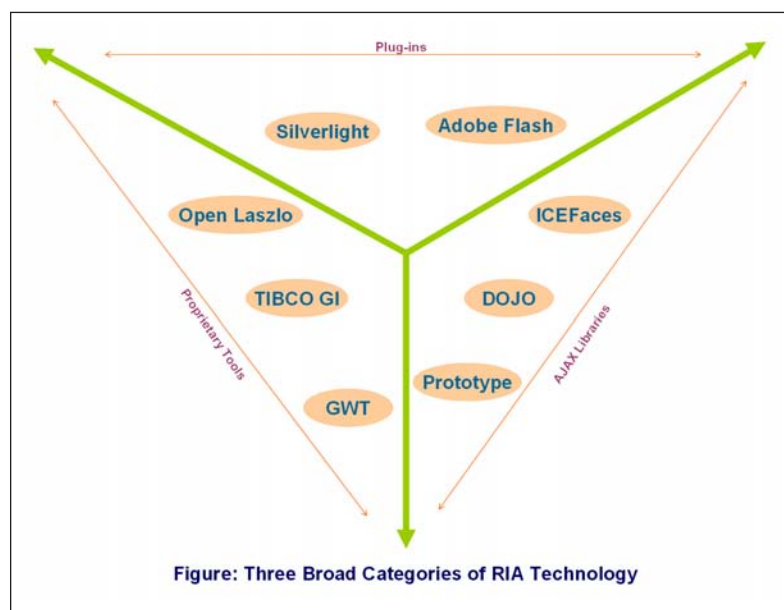 Plug-ins
Silverlight
Adobe Flash
Open Laszlo
ICEFaces
TIBCO GI
DOJO
Proprietary Tools
AJAX Libraries
Prototype
GWT
Figure: Three Broad Categories of RIA Technology